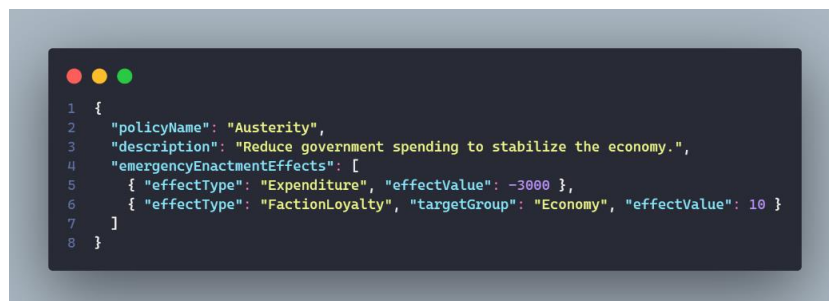 1 {
2 "policyName": "Austerity",
3 "description": "Reduce government spending to stabilize the economy.",
4 "emergencyEnactmentEffects": [
5 { "effectType": "Expenditure", "effectValue": -3000 },
6 { "effectType": "FactionLoyalty", "targetGroup": "Economy", "effectValue": 10 }
7 ]
8 }